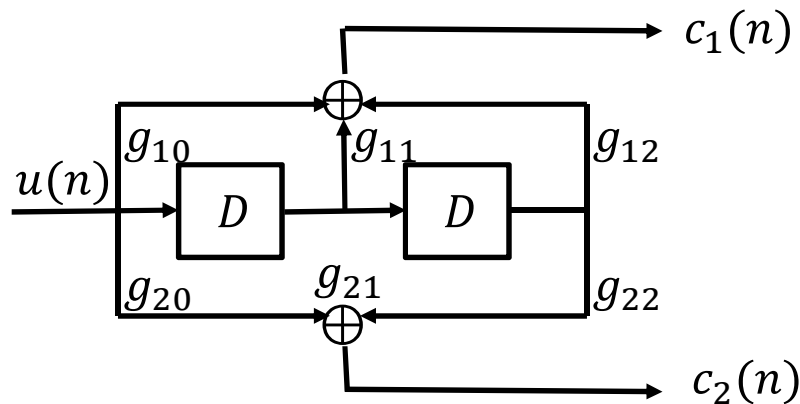 c₁(n)
g₁₀ g₁₁ g₁₂
u(n) D D
g₂₀ g₂₁ g₂₂
c₂(n)